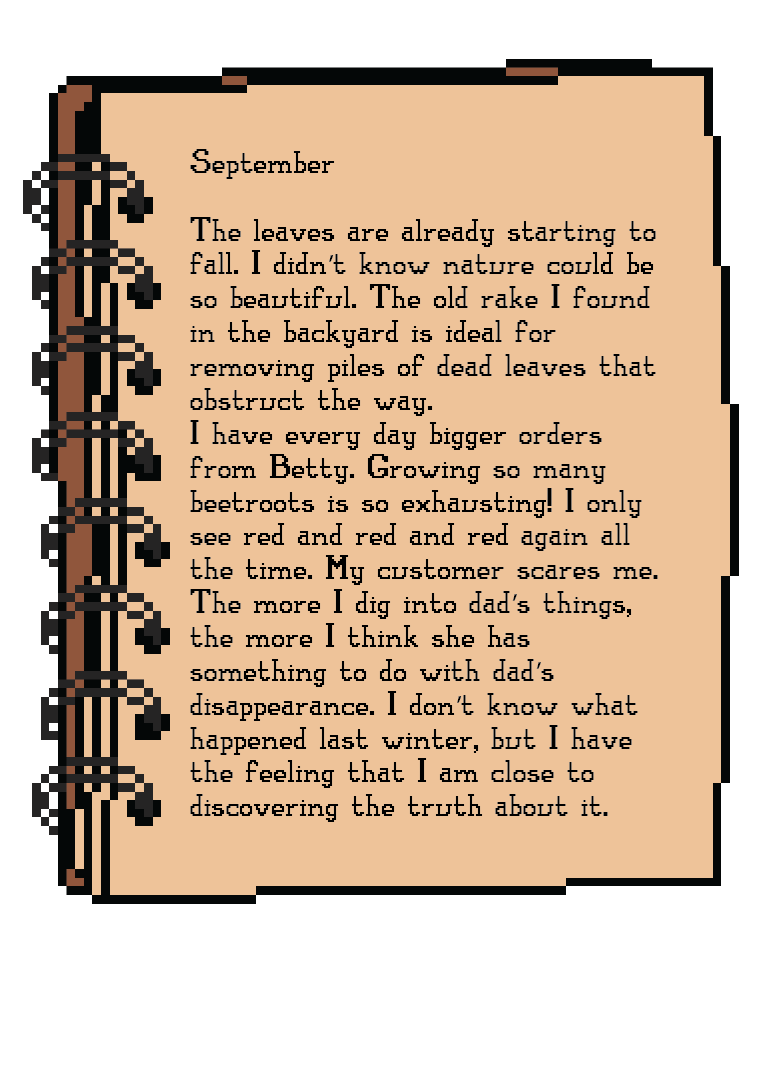 September
The leaves are already starting to
fall. I didn't know nature could be
so beautiful. The old rake I found
in the backyard is ideal for
removing piles of dead leaves that
obstruct the way.
I have every day bigger orders
from Betty. Growing so many
beetroots is so exhausting! I only
see red and red and red again all
the time. My customer scares me.
The more I dig into dad's things,
the more I think she has
something to do with dad's
disappearance. I don't know what
happened last winter, but I have
the feeling that I am close to
discovering the truth about it.